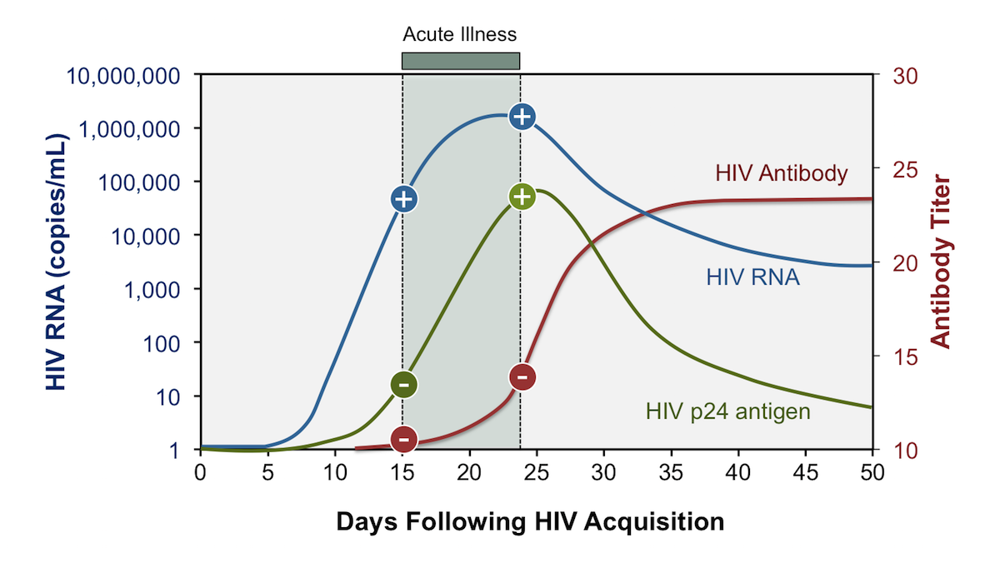 Acute Illness
10,000,000
1,000,000
100,000
10,000
1,000
100
10
1
HIV RNA (copies/mL)
30
25
20
15
10
Antibody Titer
HIV Antibody
HIV RNA
HIV p24 antigen
+
+
+
-
-
-
0 5 10 15 20 25 30 35 40 45 50
Days Following HIV Acquisition